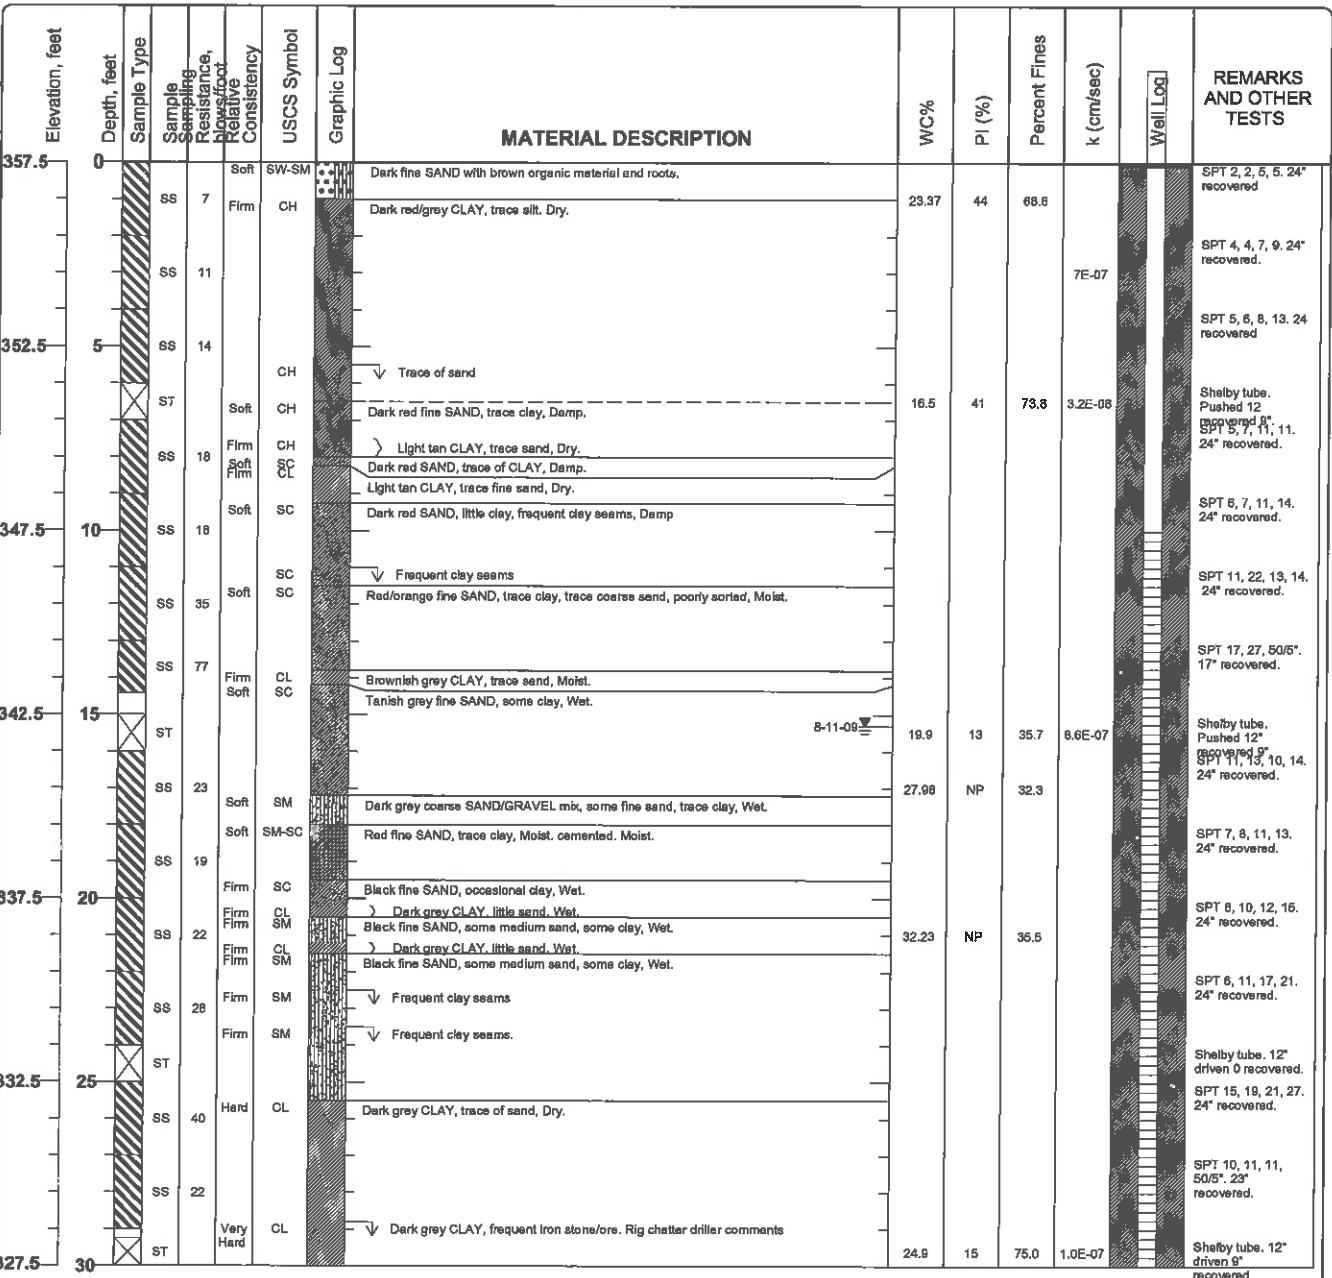 Elevation, feet
Depth, feet
Sample Type
Sample
Sampling
Resistance,
blows/foot
Relative
Consistency
USCS Symbol
Graphic Log
MATERIAL DESCRIPTION
WC%
PI (%)
Percent Fines
k (cm/sec)
Well Log
REMARKS
AND OTHER
TESTS
357.5 0
Soft SW-SM Dark fine SAND with brown organic material and roots.
SPT 2, 2, 5, 5. 24"
recovered
SS 7 Firm CH Dark red/grey CLAY, trace silt. Dry. 23.37 44 68.6
SPT 4, 4, 7, 9. 24"
recovered.
SS 11 7E-07
SPT 5, 6, 8, 13. 24
recovered
352.5 5 SS 14
CH Trace of sand
ST Soft CH Dark red fine SAND, trace clay, Damp. 16.5 41 73.8 3.2E-08
Shelby tube.
Pushed 12
recovered 9".
SPT 5, 7, 11, 11.
24" recovered.
Firm CH Light tan CLAY, trace sand, Dry.
SS 18
Soft SC Dark red SAND, trace of CLAY, Damp.
Firm CL Light tan CLAY, trace fine sand, Dry.
SPT 6, 7, 11, 14.
24" recovered.
Soft SC Dark red SAND, little clay, frequent clay seams, Damp
347.5 10 SS 18
SC Frequent clay seams
SPT 11, 22, 13, 14.
24" recovered.
Soft SC Red/orange fine SAND, trace clay, trace coarse sand, poorly sorted, Moist.
SS 35
SPT 17, 27, 50/5".
17" recovered.
SS 77
Firm CL Brownish grey CLAY, trace sand, Moist.
Soft SC Tanish grey fine SAND, some clay, Wet.
342.5 15
8-11-09
ST 19.9 13 35.7 8.6E-07
Shelby tube.
Pushed 12"
recovered 9".
SPT 11, 13, 10, 14.
24" recovered.
SS 23 27.98 NP 32.3
Soft SM Dark grey coarse SAND/GRAVEL mix, some fine sand, trace clay, Wet.
Soft SM-SC Red fine SAND, trace clay, Moist. cemented. Moist.
SPT 7, 8, 11, 13.
24" recovered.
SS 19
Firm SC Black fine SAND, occasional clay, Wet.
337.5 20
Firm CL Dark grey CLAY, little sand, Wet.
SPT 6, 10, 12, 15.
24" recovered.
Firm SM Black fine SAND, some medium sand, some clay, Wet.
SS 22 32.23 NP 36.5
Firm CL Dark grey CLAY, little sand, Wet.
Firm SM Black fine SAND, some medium sand, some clay, Wet.
SPT 6, 11, 17, 21.
24" recovered.
Firm SM Frequent clay seams
SS 28
Firm SM Frequent clay seams.
ST
Shelby tube. 12"
driven 0 recovered.
332.5 25
SPT 15, 19, 21, 27.
24" recovered.
Hard CL Dark grey CLAY, trace of sand, Dry.
SS 40
SPT 10, 11, 11,
50/5". 23"
recovered.
SS 22
Very
Hard
CL Dark grey CLAY, frequent iron stone/ore. Rig chatter driller comments
ST 24.9 15 75.0 1.0E-07
Shelby tube. 12"
driven 9"
recovered
327.5 30